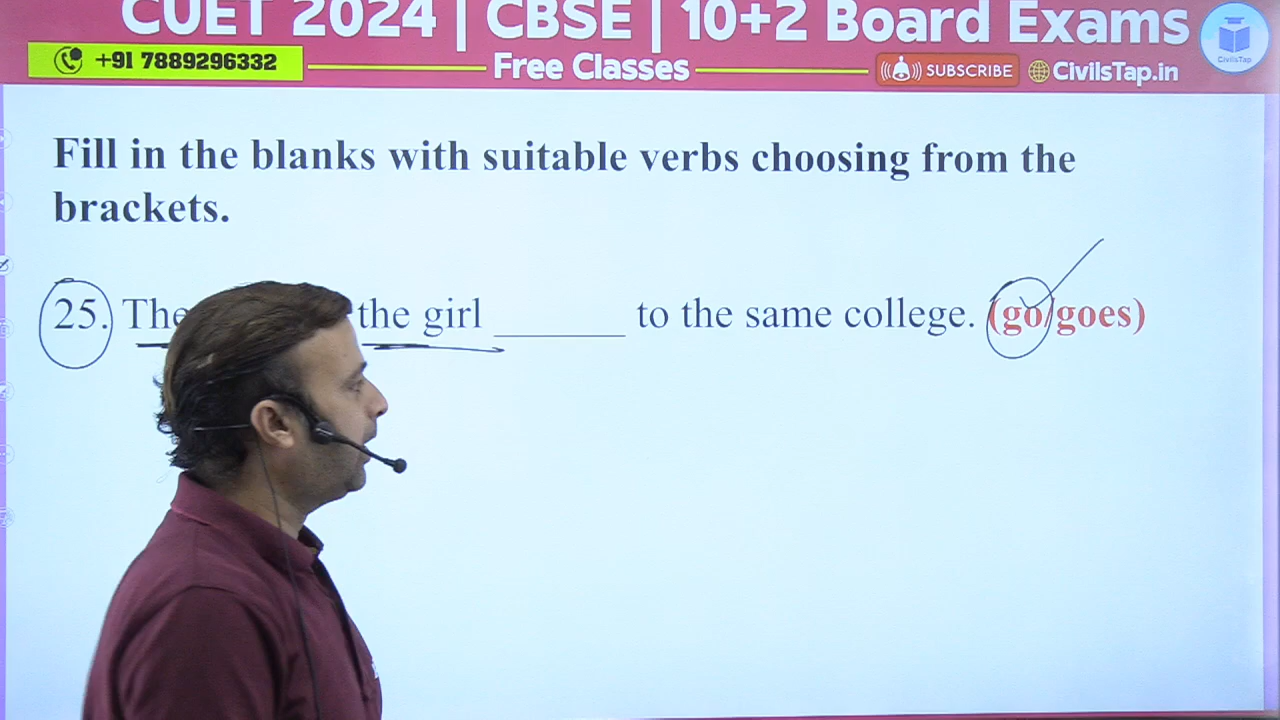 CUET 2024 | CBSE | 10+2 Board Exams
+91 7889296332
Free Classes
SUBSCRIBE
CivilsTap.in
CivilsTap
Fill in the blanks with suitable verbs choosing from the
brackets.
25. The the girl ______ to the same college. (go/goes)